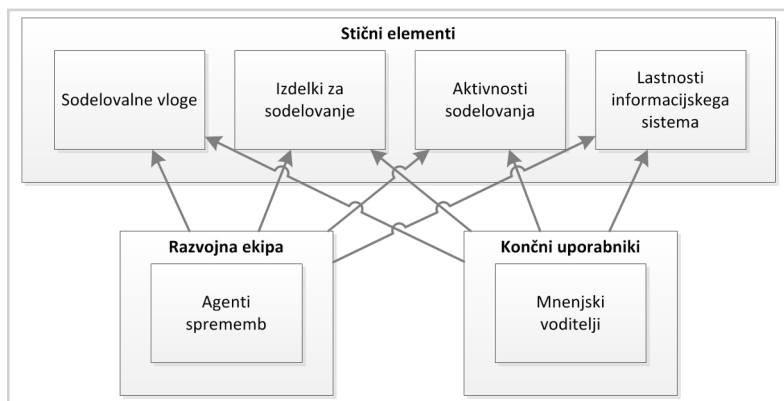 Stični elementi
Sodelovalne vloge
Izdelki za
sodelovanje
Aktivnosti
sodelovanja
Lastnosti
informacijskega
sistema
Razvojna ekipa
Agenti
sprememb
Končni uporabniki
Mnenjski
voditelji